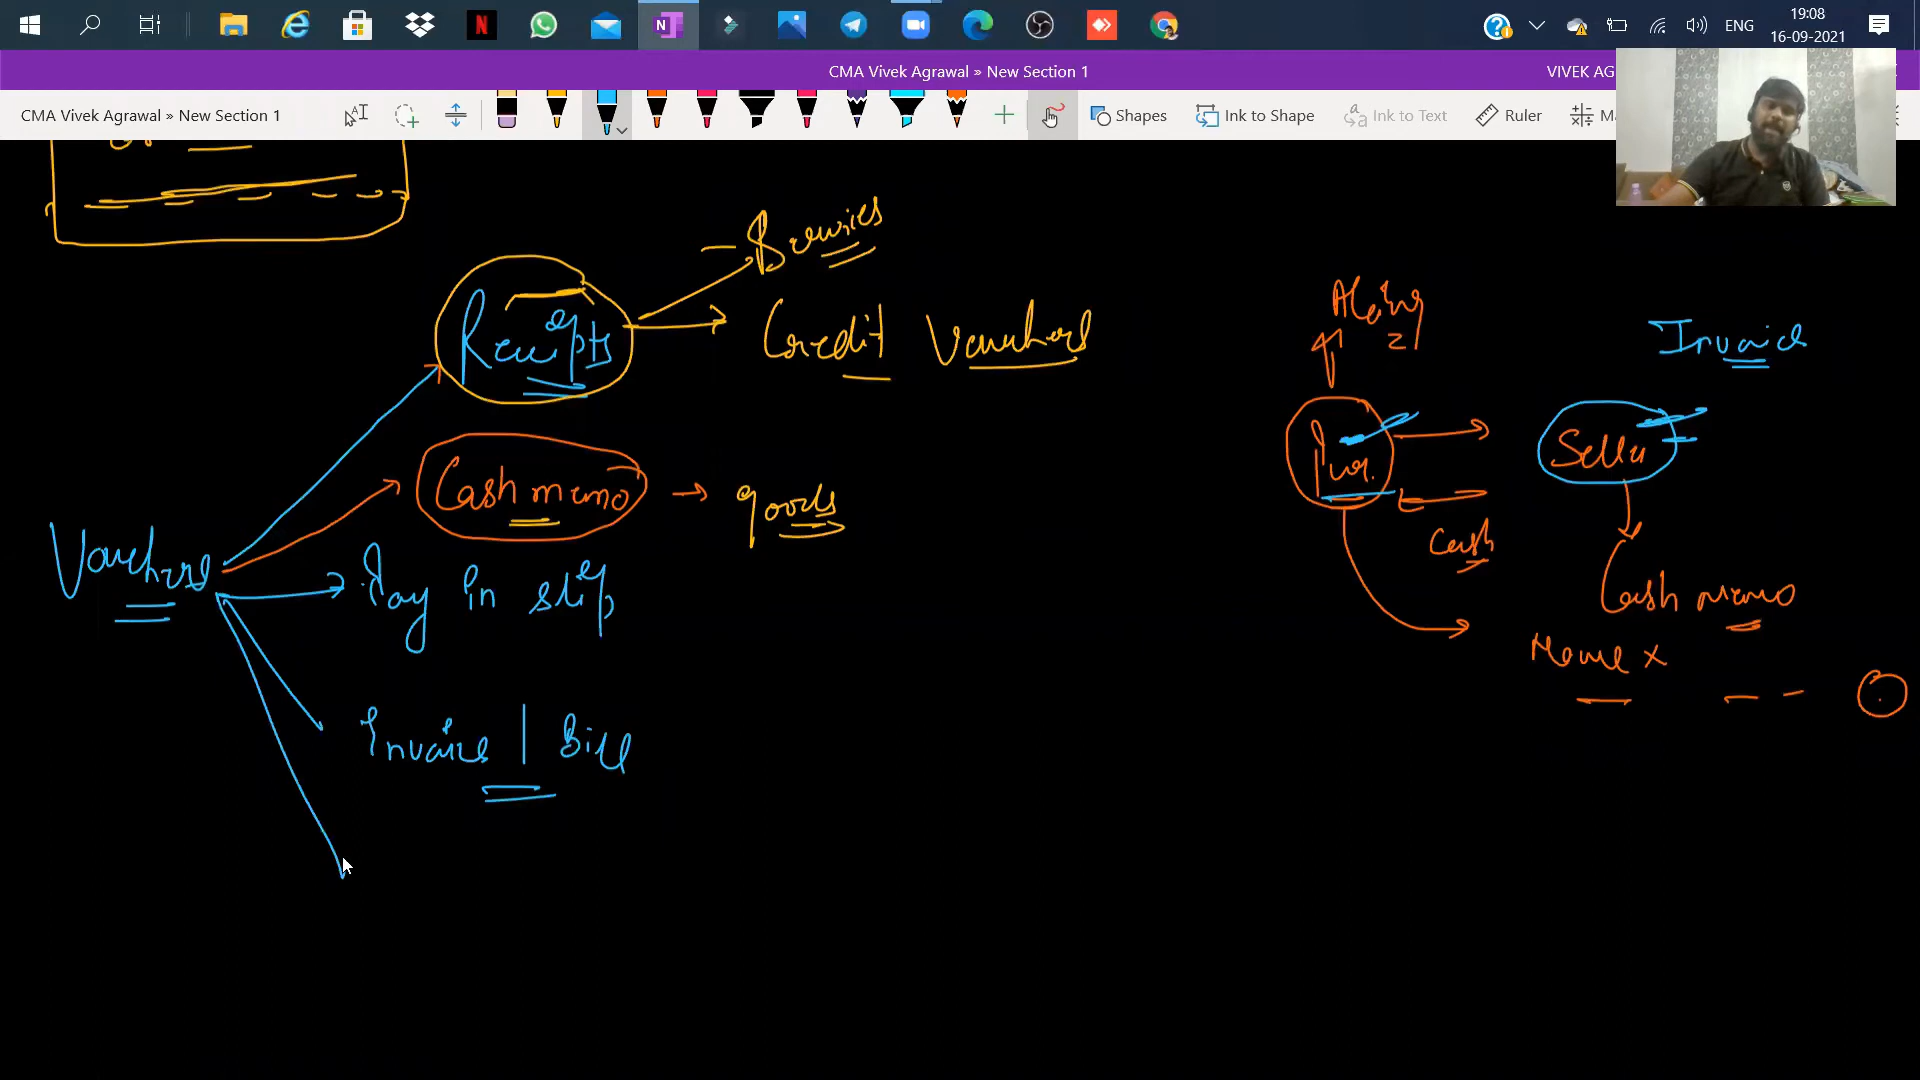 19:08
ENG
16-09-2021
CMA Vivek Agrawal » New Section 1
VIVEK AG
CMA Vivek Agrawal » New Section 1
Shapes
Ink to Shape
Ink to Text
Ruler
Receipts
Credit Vouchers
Cash memo
goods
Vouchers
Pay in slip
Invoice | Bill
Invoice
Pur.
Seller
Cash
Cash memo
Name x